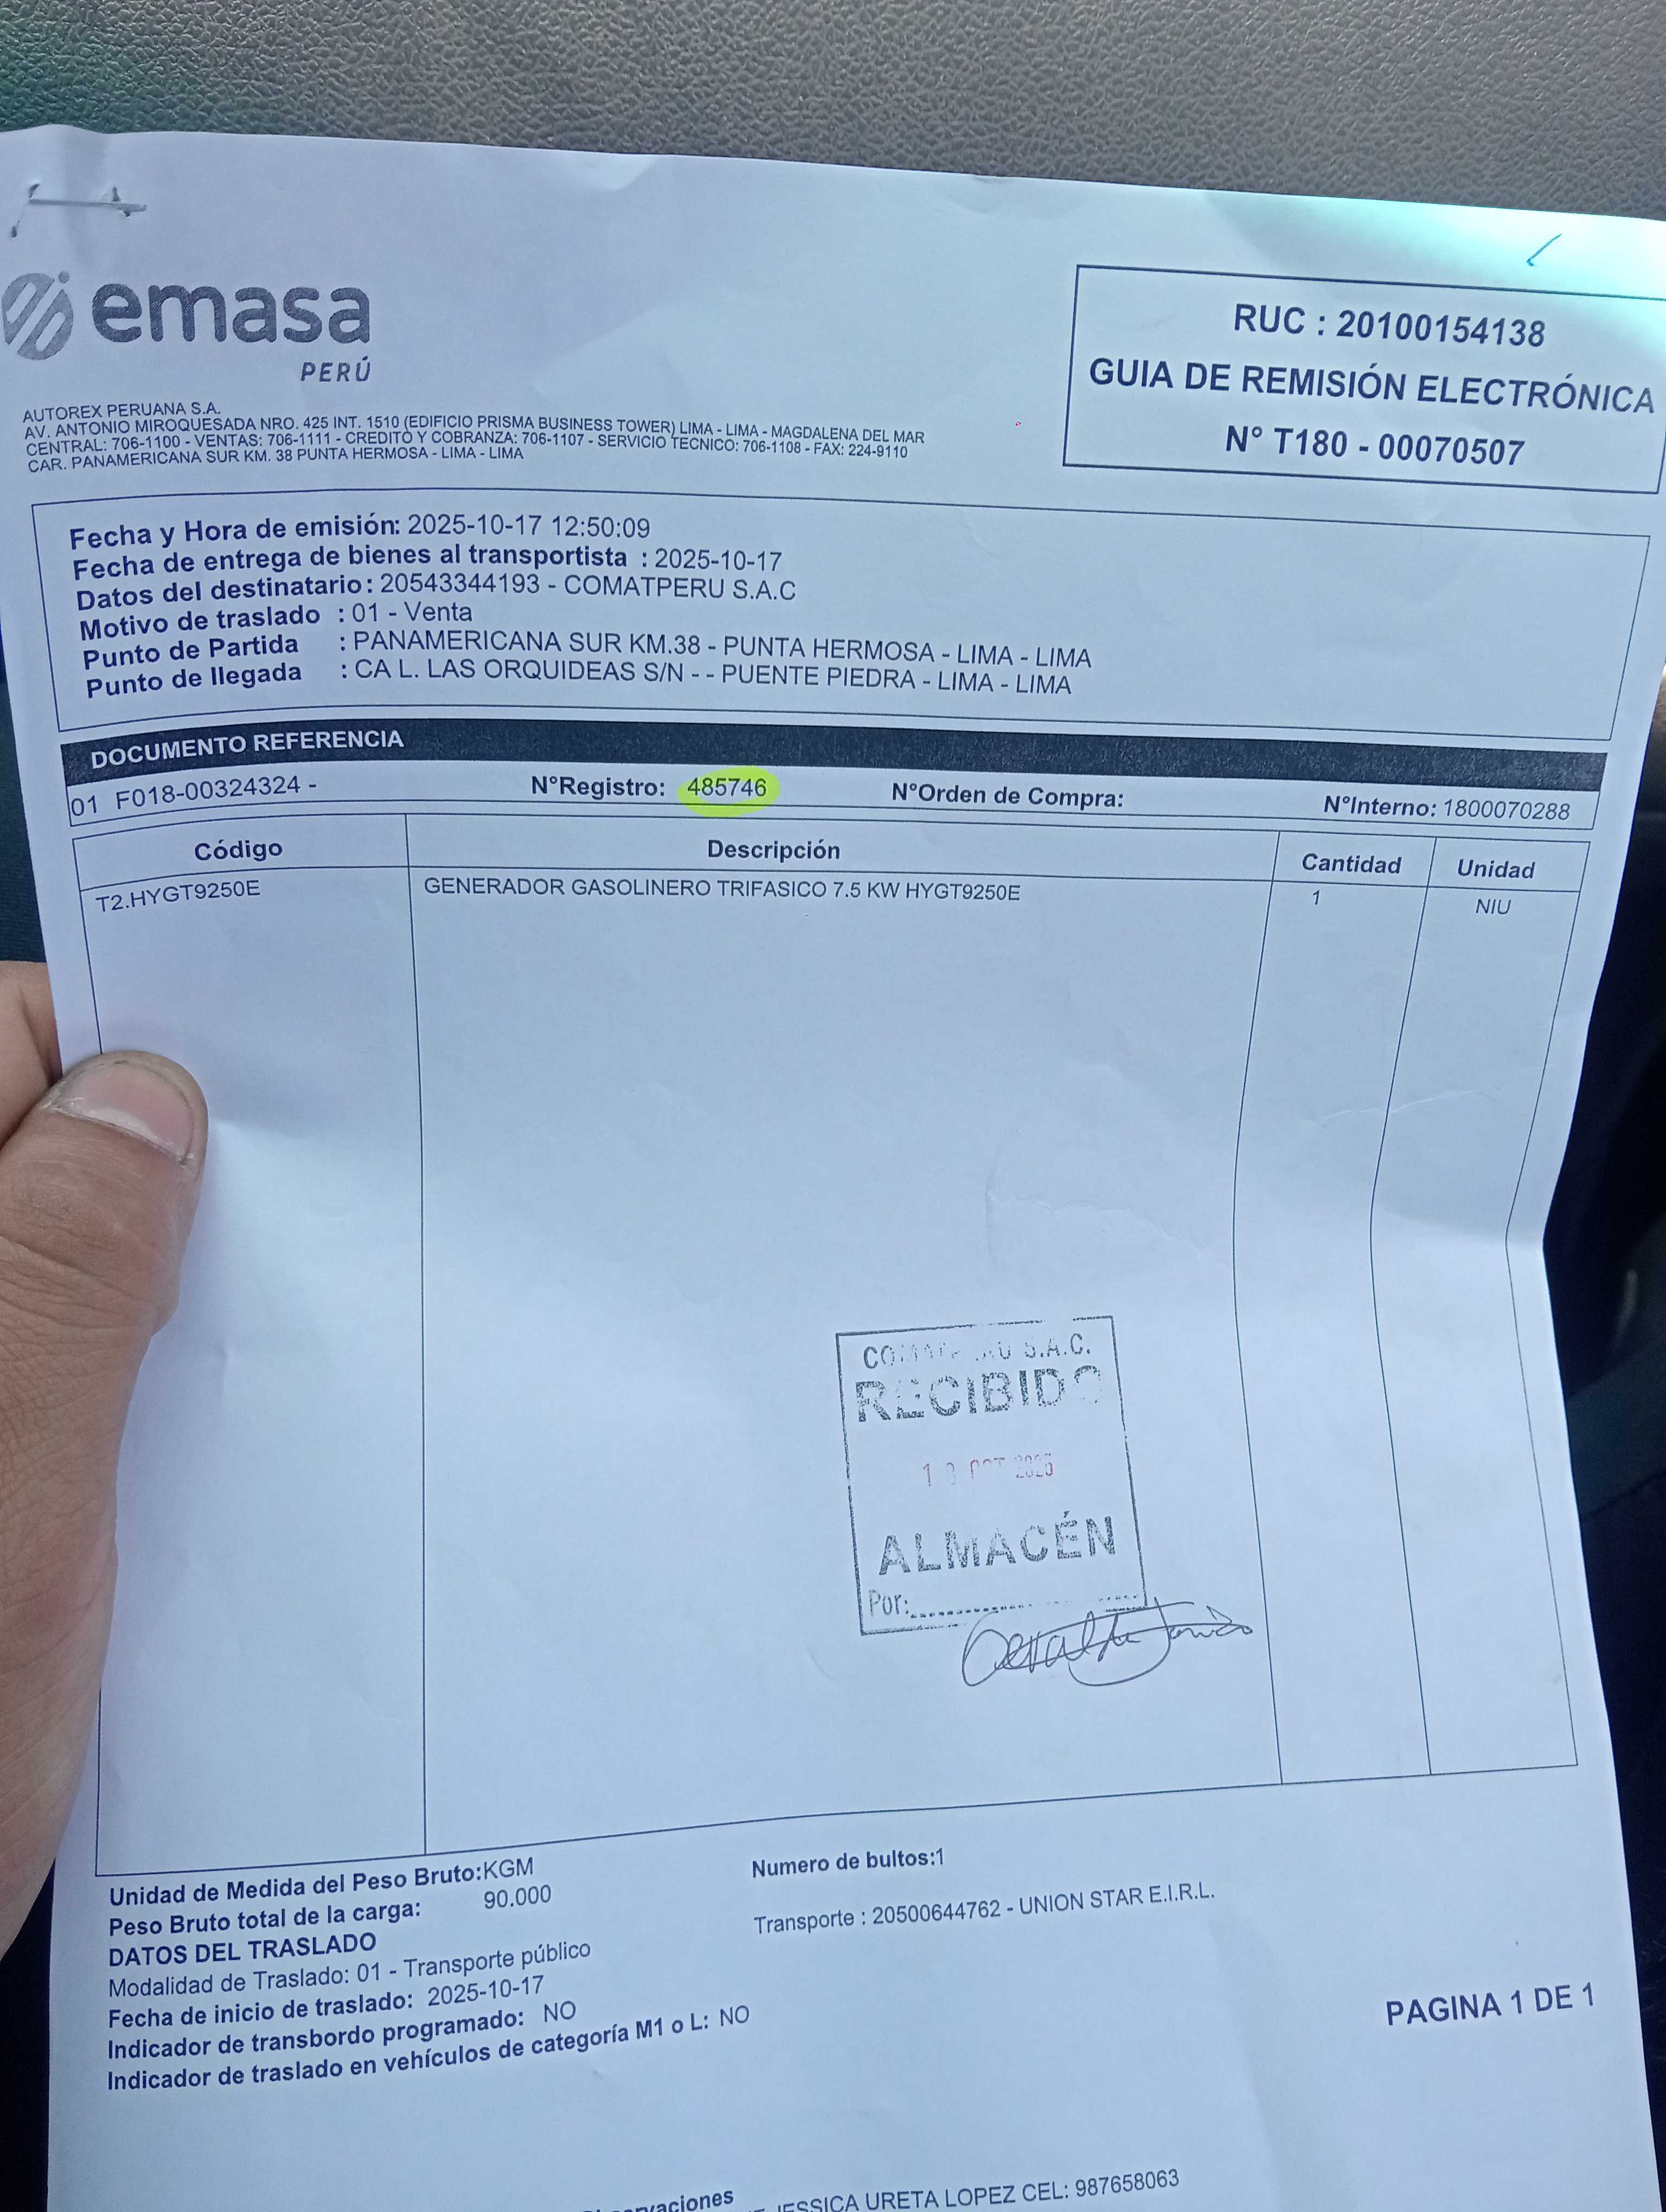 emasa
PERÚ
RUC : 20100154138
GUIA DE REMISIÓN ELECTRÓNICA
N° T180 - 00070507
AUTOREX PERUANA S.A.
AV. ANTONIO MIROQUESADA NRO. 425 INT. 1510 (EDIFICIO PRISMA BUSINESS TOWER) LIMA - LIMA - MAGDALENA DEL MAR
CENTRAL: 706-1100 - VENTAS: 706-1111 - CREDITO Y COBRANZA: 706-1107 - SERVICIO TECNICO: 706-1108 - FAX: 224-9110
CAR. PANAMERICANA SUR KM. 38 PUNTA HERMOSA - LIMA - LIMA
Fecha y Hora de emisión: 2025-10-17 12:50:09
Fecha de entrega de bienes al transportista : 2025-10-17
Datos del destinatario: 20543344193 - COMATPERU S.A.C
Motivo de traslado : 01 - Venta
Punto de Partida : PANAMERICANA SUR KM.38 - PUNTA HERMOSA - LIMA - LIMA
Punto de llegada : CA L. LAS ORQUIDEAS S/N - - PUENTE PIEDRA - LIMA - LIMA
DOCUMENTO REFERENCIA
01 F018-00324324 - N°Registro: 485746 N°Orden de Compra: N°Interno: 1800070288
Código Descripción Cantidad Unidad
T2.HYGT9250E GENERADOR GASOLINERO TRIFASICO 7.5 KW HYGT9250E 1 NIU
S.A.C.
RECIBIDO
OCT 2025
ALMACÉN
Por:
Unidad de Medida del Peso Bruto:KGM Numero de bultos:1
Peso Bruto total de la carga: 90.000
DATOS DEL TRASLADO Transporte : 20500644762 - UNION STAR E.I.R.L.
Modalidad de Traslado: 01 - Transporte público
Fecha de inicio de traslado: 2025-10-17
Indicador de transbordo programado: NO
Indicador de traslado en vehículos de categoría M1 o L: NO
PAGINA 1 DE 1
JESSICA URETA LOPEZ CEL: 987658063